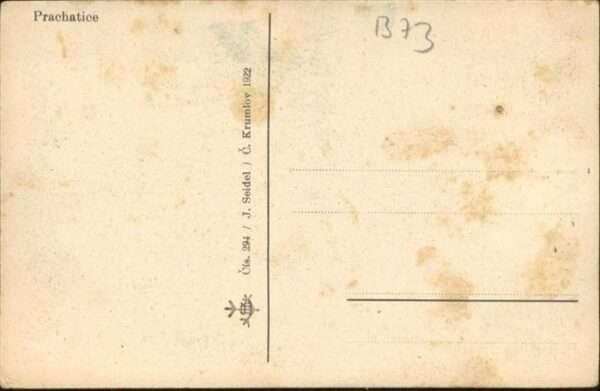 Prachatice
B73
Čís. 294 / J. Seidel / Č. Krumlov 1922